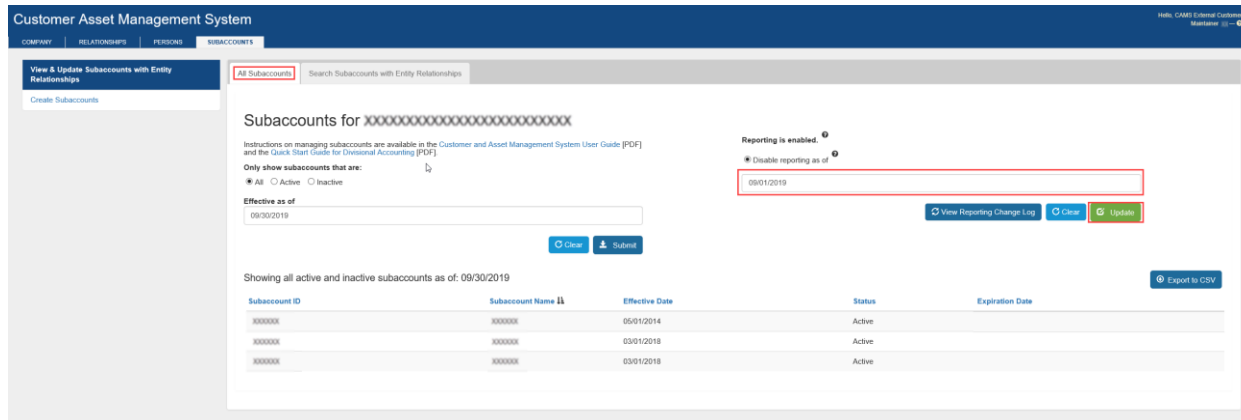 Customer Asset Management System
Hello, CAMS External Customer
Maintainer
COMPANY RELATIONSHIPS PERSONS SUBACCOUNTS
View & Update Subaccounts with Entity
Relationships
Create Subaccounts
All Subaccounts Search Subaccounts with Entity Relationships
Subaccounts for XXXXXXXXXXXXXXXXXXXXXXXXX
Instructions on managing subaccounts are available in the Customer and Asset Management System User Guide [PDF]
and the Quick Start Guide for Divisional Accounting [PDF].
Only show subaccounts that are:
All Active Inactive
Effective as of
09/30/2019
Clear Submit
Reporting is enabled.
Disable reporting as of
09/01/2019
View Reporting Change Log Clear Update
Showing all active and inactive subaccounts as of: 09/30/2019
Export to CSV
Subaccount ID Subaccount Name Effective Date Status Expiration Date
XXXXXX XXXXXX 05/01/2014 Active
XXXXXX XXXXXX 03/01/2018 Active
XXXXXX XXXXXX 03/01/2018 Active